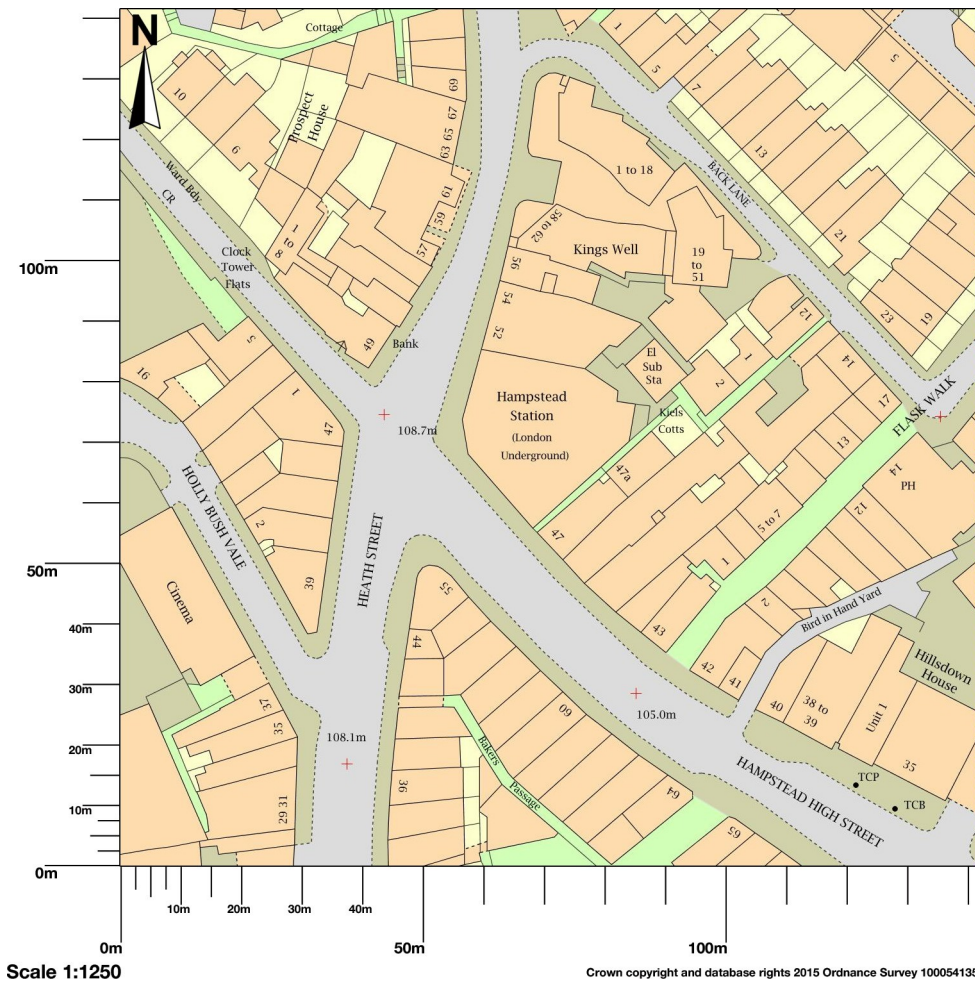 N
Cottage
10
6
Prospect
House
69
67
65
63
61
59
57
1
5
7
13
5
21
23
19
BACK LANE
Ward Bdy
CR
Clock
Tower
Flats
1
to
8
49
Bank
1 to 18
58 to 62
Kings Well
19
to
51
56
54
52
El
Sub
Sta
1
2
12
14
17
FLASK WALK
100m
16
5
1
47
108.7m
Hampstead
Station
(London
Underground)
Kiels
Cotts
47a
47
13
14
PH
12
5 to 7
1
2
HOLLY BUSH VALE
2
39
HEATH STREET
50m
Cinema
55
44
43
42
41
Bird in Hand Yard
Hillsdown
House
40m
30m
20m
10m
0m
37
35
29 31
108.1m
36
Bakers
Passage
60
64
65
105.0m
40
38 to
39
Unit 1
35
TCP
TCB
HAMPSTEAD HIGH STREET
10m
20m
30m
40m
0m
50m
100m
Scale 1:1250
Crown copyright and database rights 2015 Ordnance Survey 100054135